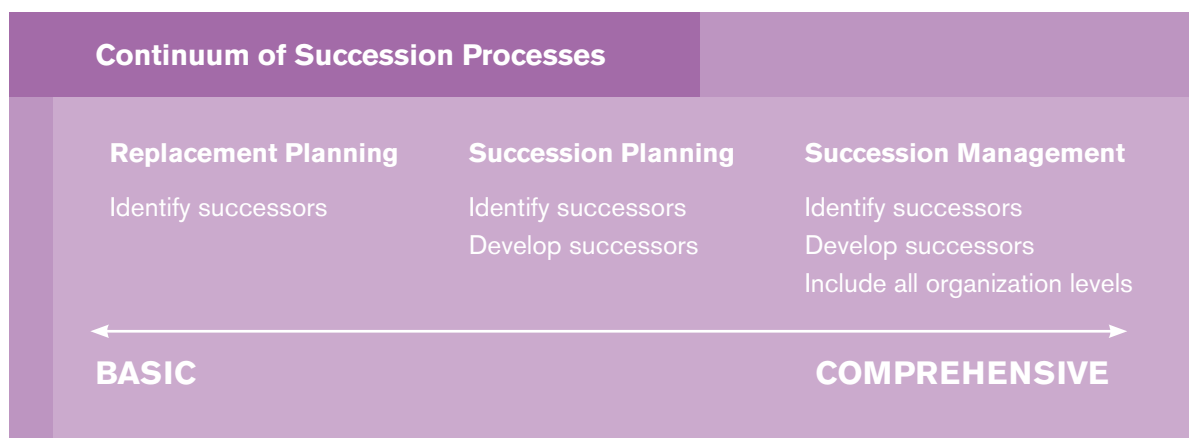 Continuum of Succession Processes
Replacement Planning
Identify successors
Succession Planning
Identify successors
Develop successors
Succession Management
Identify successors
Develop successors
Include all organization levels
BASIC
COMPREHENSIVE